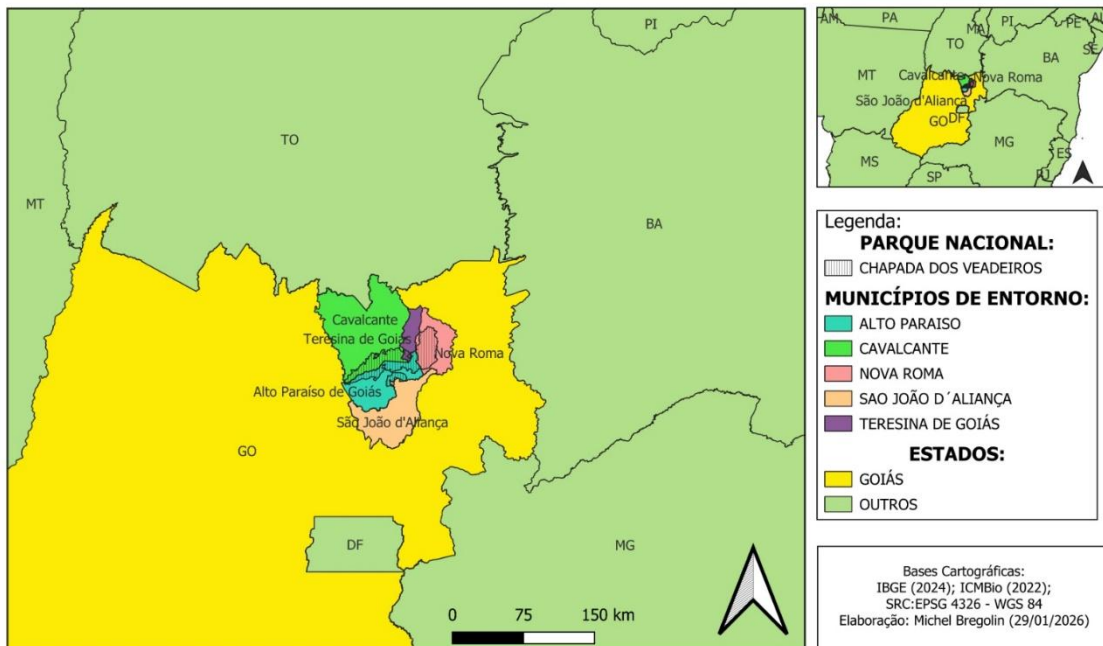 PI
TO
MT
BA
Cavalcante
Teresina de Goiás
Nova Roma
Alto Paraíso de Goiás
São João d'Aliança
GO
DF
MG
0 75 150 km
AM
PA
MA
PI
PE
AL
TO
SE
BA
MT
Cavalcante
Nova Roma
São João d'Aliança
DF
GO
MG
MS
ES
SP
RJ
Legenda:
PARQUE NACIONAL:
CHAPADA DOS VEADEIROS
MUNICÍPIOS DE ENTORNO:
ALTO PARAISO
CAVALCANTE
NOVA ROMA
SAO JOÃO D´ALIANÇA
TERESINA DE GOIÁS
ESTADOS:
GOIÁS
OUTROS
Bases Cartográficas:
IBGE (2024); ICMBio (2022);
SRC:EPSG 4326 - WGS 84
Elaboração: Michel Bregolin (29/01/2026)